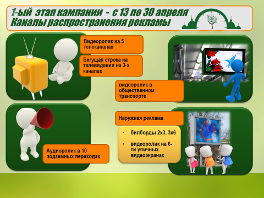 1-ый этап кампании - с 13 по 30 апреля
Каналы распространения рекламы
Видеоролик на 5
телеканалах
Бегущая строка на
телевидении на 3-х
каналах
видеоролик в
общественном
транспорте
Наружная реклама
• билборды 2х3, 3х6
• видеоролик на 6-
ти уличных
видеоэкранах
Аудиоролик в 10
подземных переходах